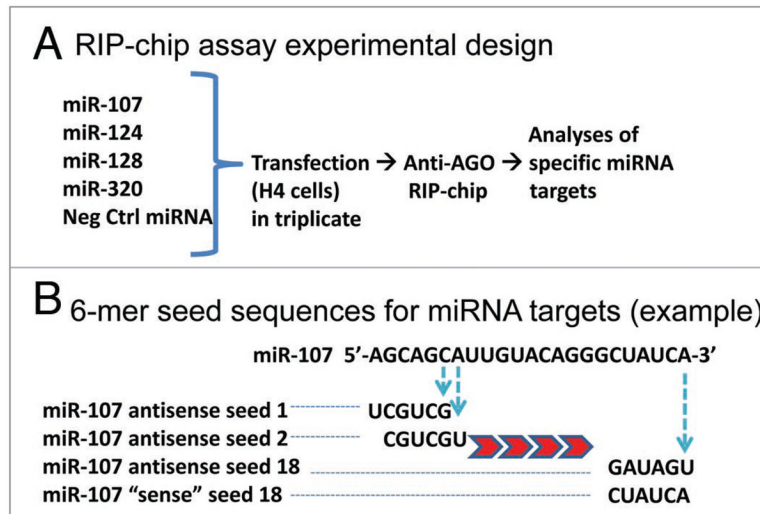 A RIP-chip assay experimental design
miR-107
miR-124
miR-128
miR-320
Neg Ctrl miRNA
Transfection → Anti-AGO → Analyses of
(H4 cells) RIP-chip specific miRNA
in triplicate targets
B 6-mer seed sequences for miRNA targets (example)
miR-107 5’-AGCAGCAUUGUACAGGGCUAUCA-3’
miR-107 antisense seed 1 UCGUCG
miR-107 antisense seed 2 CGUCGU
miR-107 antisense seed 18 GAUAGU
miR-107 “sense” seed 18 CUAUCA